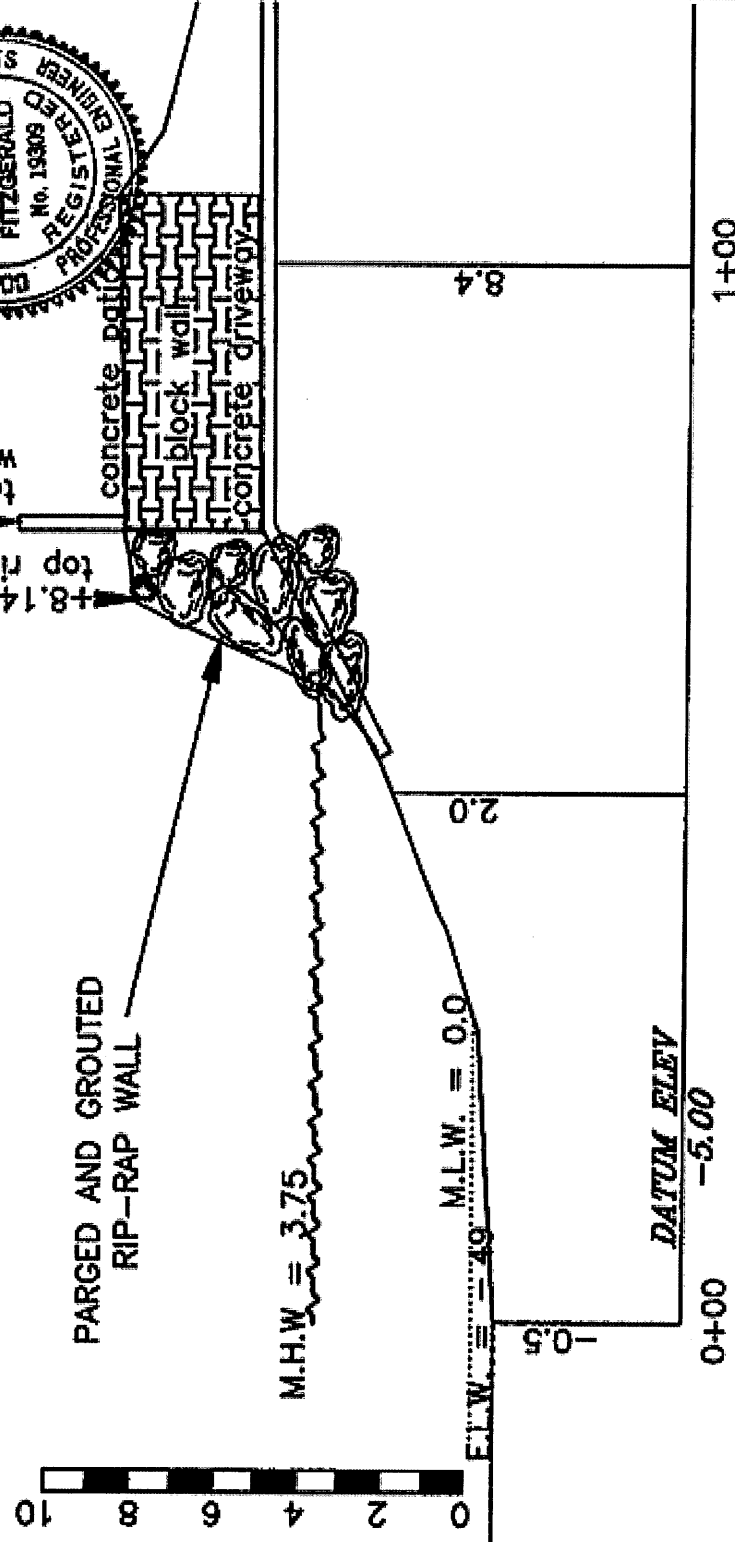 PARGED AND GROUTED
RIP-RAP WALL
+8.14
top ri
concrete patio
block wall
concrete driveway
FITZGERALD
No. 19309
REGISTERED
PROFESSIONAL ENGINEER
M.H.W = 3.75
M.L.W. = 0.0
E.L.W. = -.49
10
8
6
4
2
0
-0.5
2.0
8.4
DATUM ELEV
-5.00
0+00
1+00